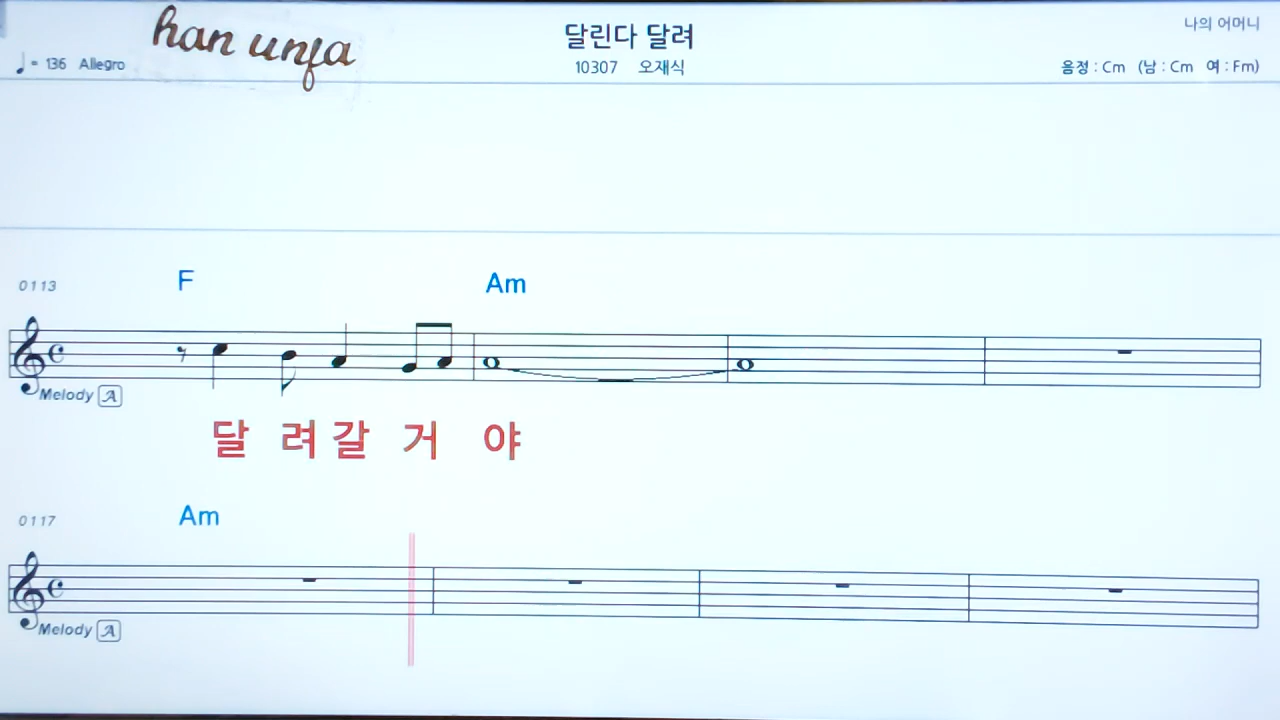 han unfa
달린다 달려
나의 어머니
♩= 136 Allegro
10307 오재식
음정 : Cm (남 : Cm 여 : Fm)
0113 F Am
Melody A
달 려 갈 거 야
0117 Am
Melody A